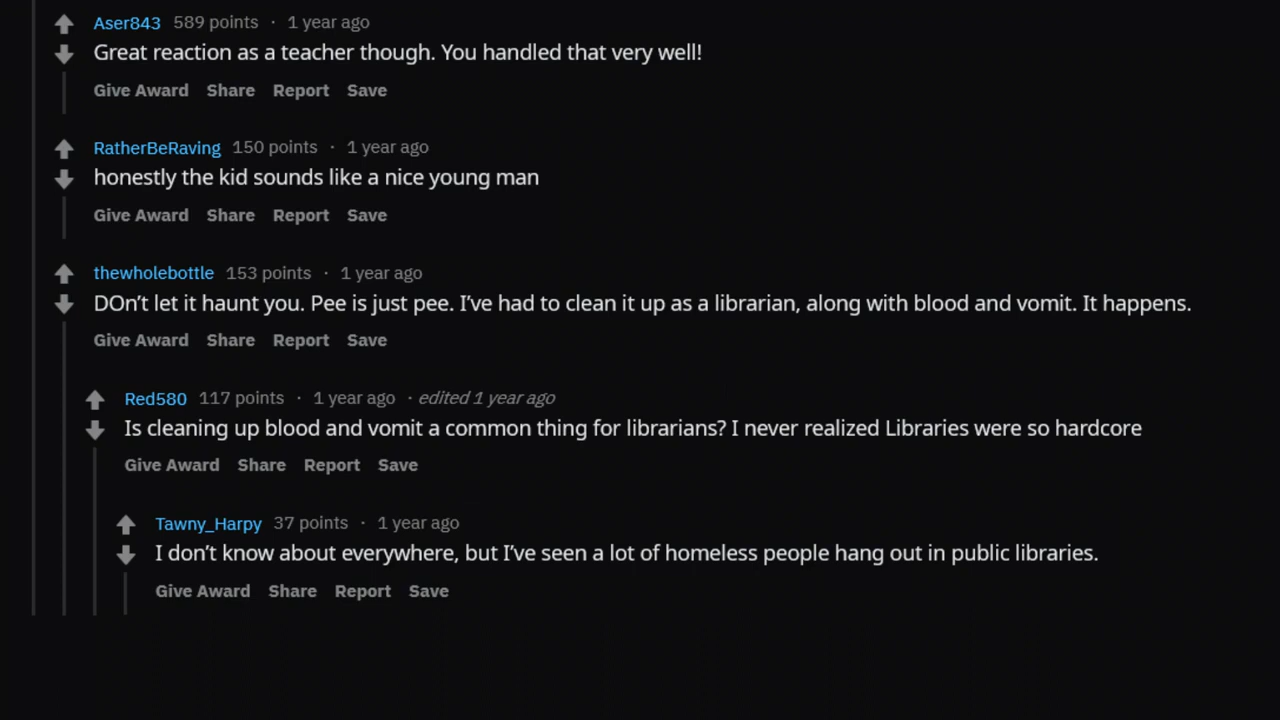 Aser843 589 points · 1 year ago
Great reaction as a teacher though. You handled that very well!
Give Award Share Report Save
RatherBeRaving 150 points · 1 year ago
honestly the kid sounds like a nice young man
Give Award Share Report Save
thewholebottle 153 points · 1 year ago
DOn’t let it haunt you. Pee is just pee. I’ve had to clean it up as a librarian, along with blood and vomit. It happens.
Give Award Share Report Save
Red580 117 points · 1 year ago · edited 1 year ago
Is cleaning up blood and vomit a common thing for librarians? I never realized Libraries were so hardcore
Give Award Share Report Save
Tawny_Harpy 37 points · 1 year ago
I don’t know about everywhere, but I’ve seen a lot of homeless people hang out in public libraries.
Give Award Share Report Save